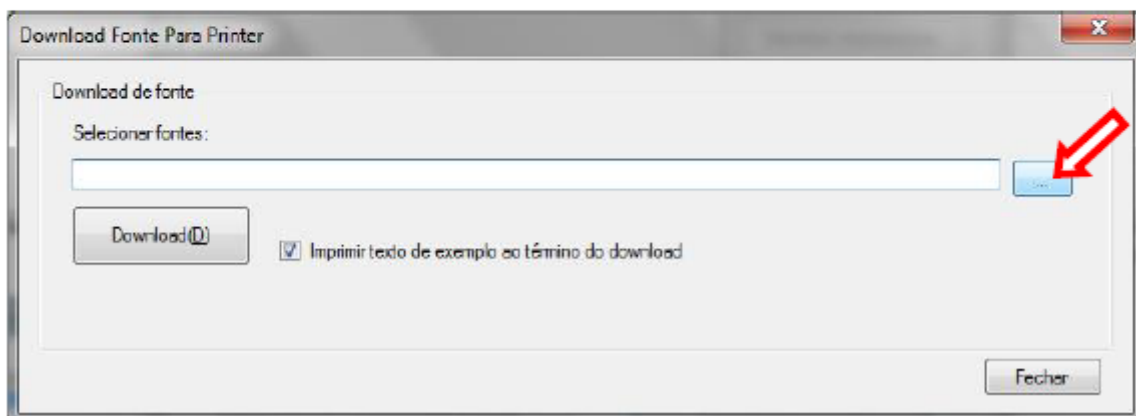 Download Fonte Para Printer
Download de fonte
Selecionar fontes:
...
Download(D)
Imprimir texto de exemplo ao término do download
Fechar